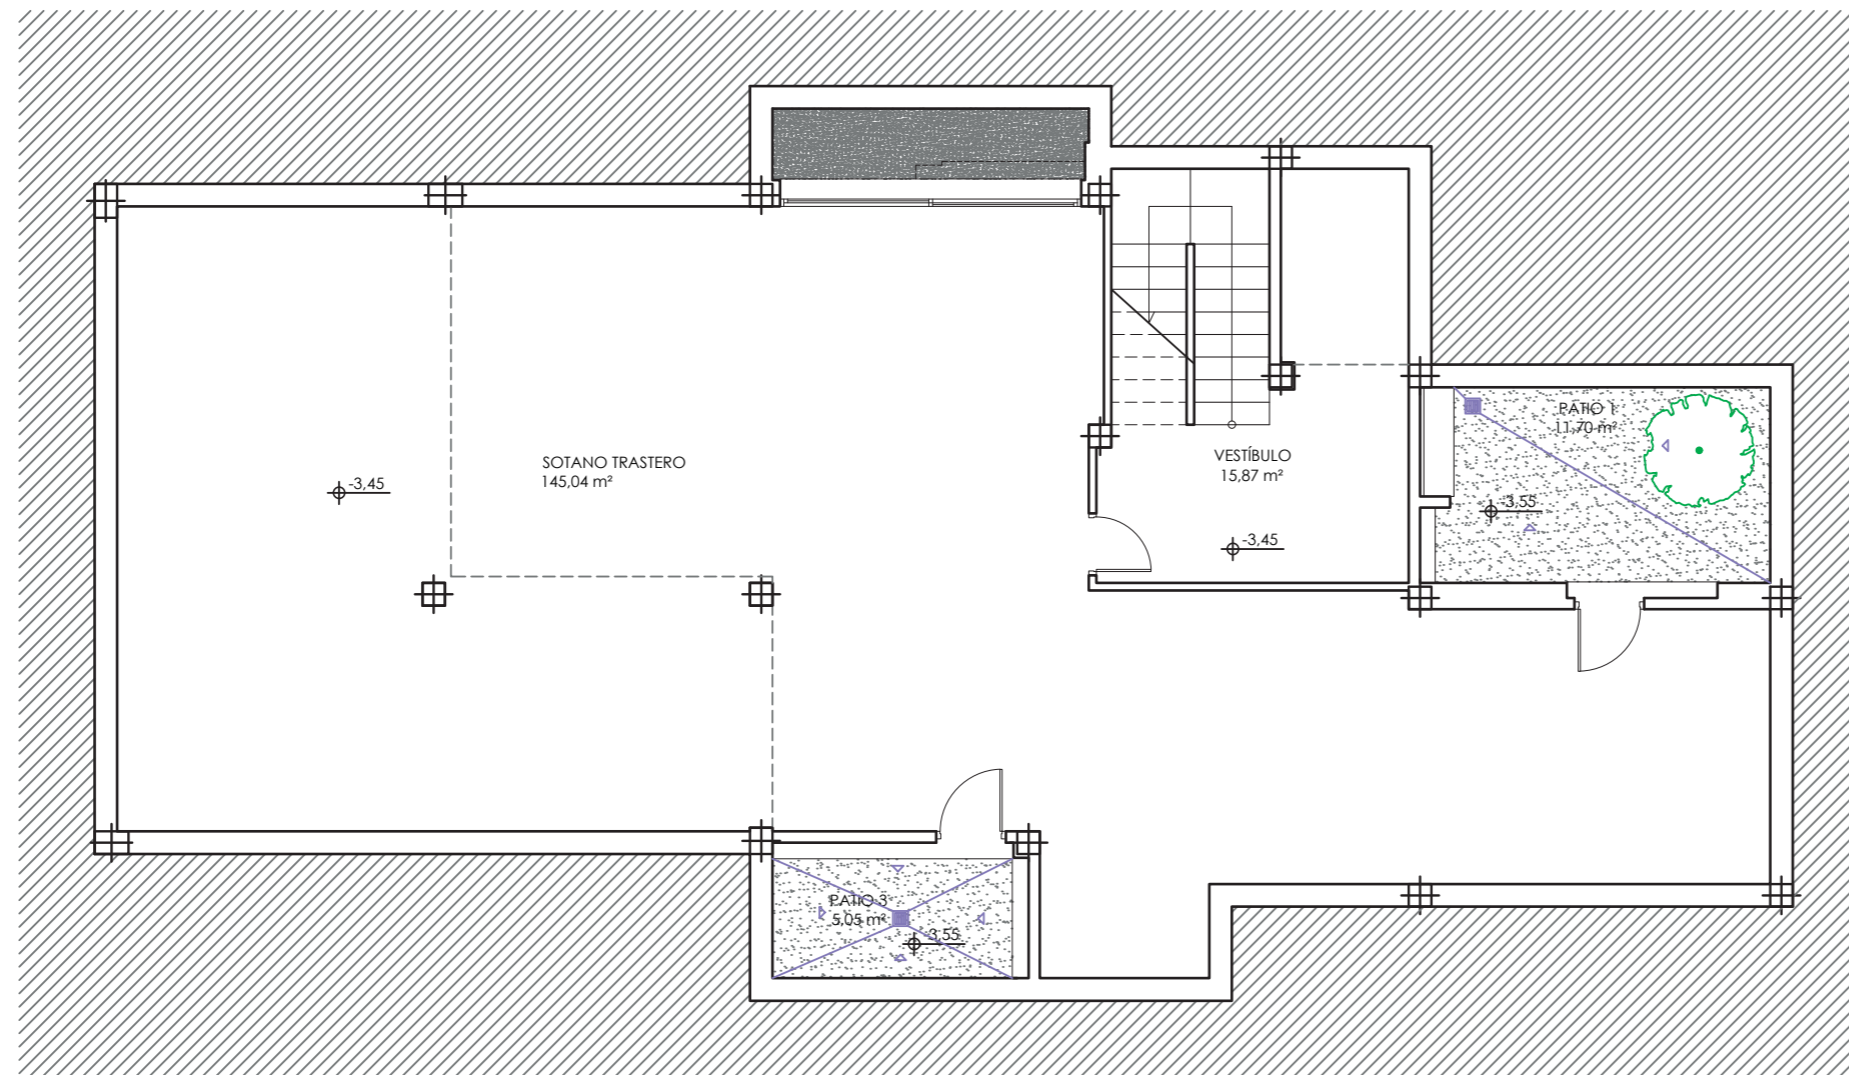 PATIO 1
11,70 m²
SOTANO TRASTERO
145,04 m²
-3,45
VESTÍBULO
15,87 m²
-3,45
-3,55
PATIO 3
5,05 m²
-3,55